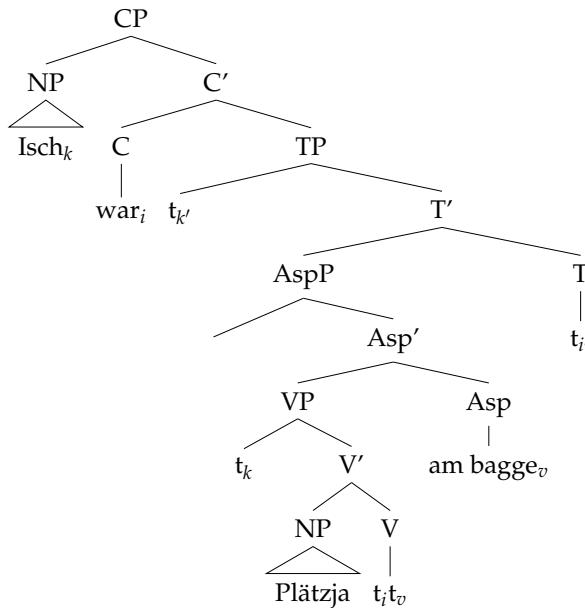 CP
NP C'
Isch_k C TP
war_i t_k' T'
AspP T
Asp' t_i
VP Asp
t_k V' am bagge_v
NP V
Plätzja t_i t_v